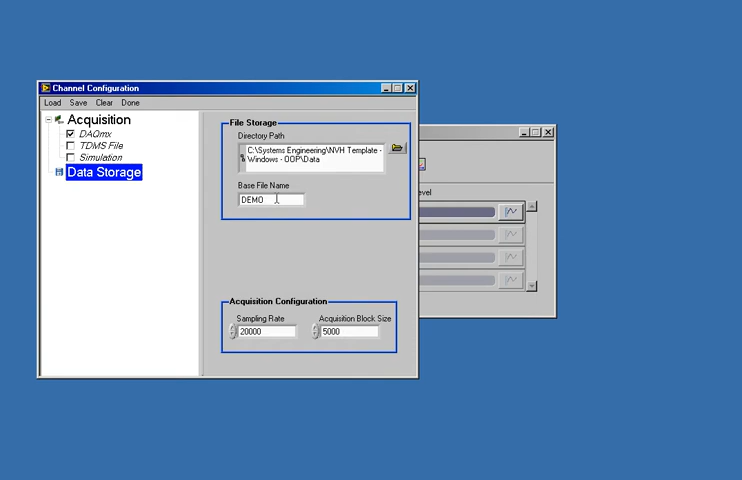 Channel Configuration
Load Save Clear Done
Acquisition
DAQmx
TDMS File
Simulation
Data Storage
File Storage
Directory Path
C:\Systems Engineering\NVH Template -
Windows - OOP\Data
Base File Name
DEMO
Acquisition Configuration
Sampling Rate
20000
Acquisition Block Size
5000
evel